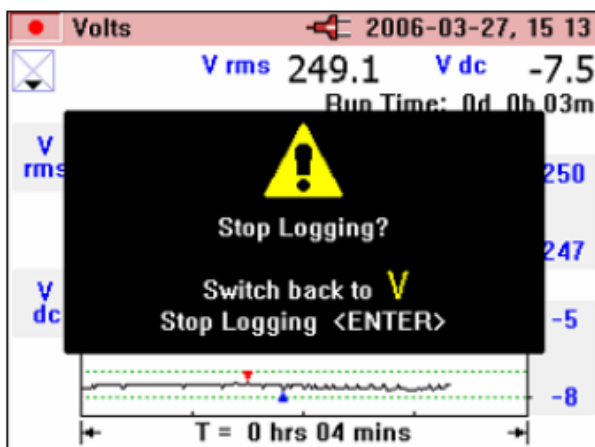 Volts 2006-03-27, 15 13
V rms 249.1 V dc -7.5
Run Time: 0d 0h 03m
V
rms
250
Stop Logging?
247
Switch back to V
V
dc
Stop Logging <ENTER>
-5
-8
T = 0 hrs 04 mins